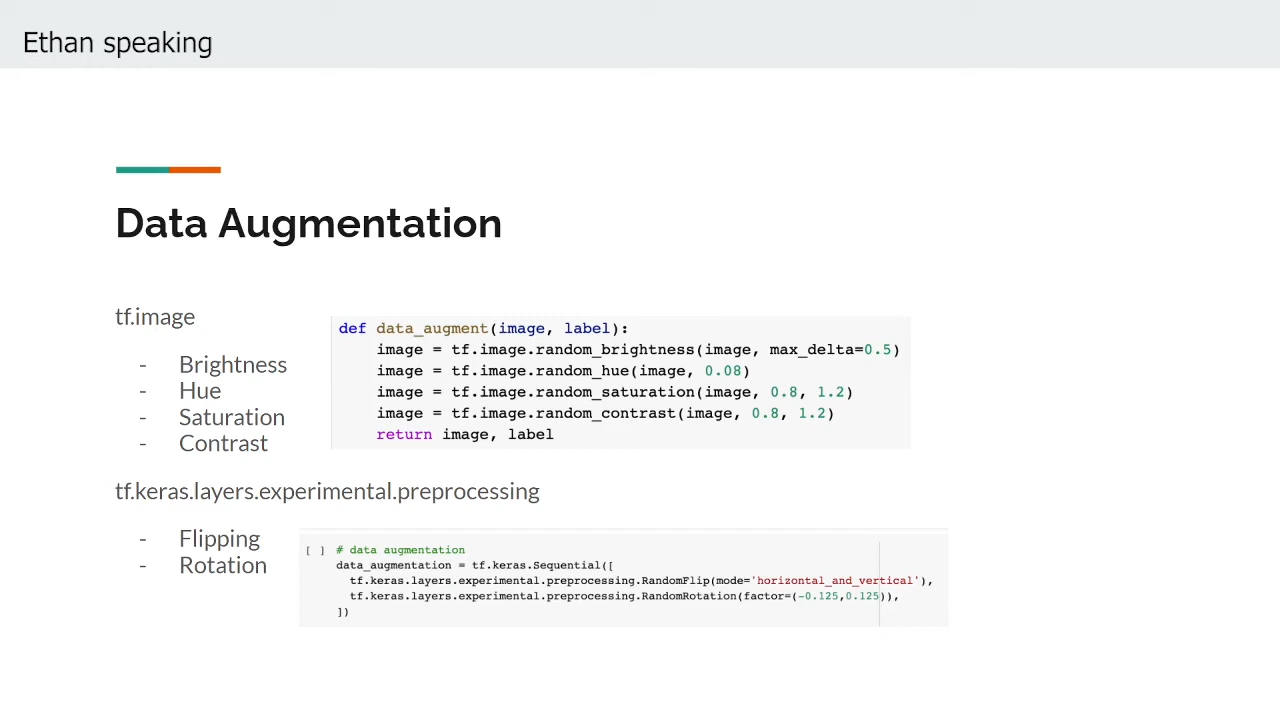 Ethan speaking
Data Augmentation
tf.image
- Brightness
- Hue
- Saturation
- Contrast
def data_augment(image, label):
    image = tf.image.random_brightness(image, max_delta=0.5)
    image = tf.image.random_hue(image, 0.08)
    image = tf.image.random_saturation(image, 0.8, 1.2)
    image = tf.image.random_contrast(image, 0.8, 1.2)
    return image, label
tf.keras.layers.experimental.preprocessing
- Flipping
- Rotation
[ ] # data augmentation
data_augmentation = tf.keras.Sequential([
  tf.keras.layers.experimental.preprocessing.RandomFlip(mode='horizontal_and_vertical'),
  tf.keras.layers.experimental.preprocessing.RandomRotation(factor=(-0.125,0.125)),
])